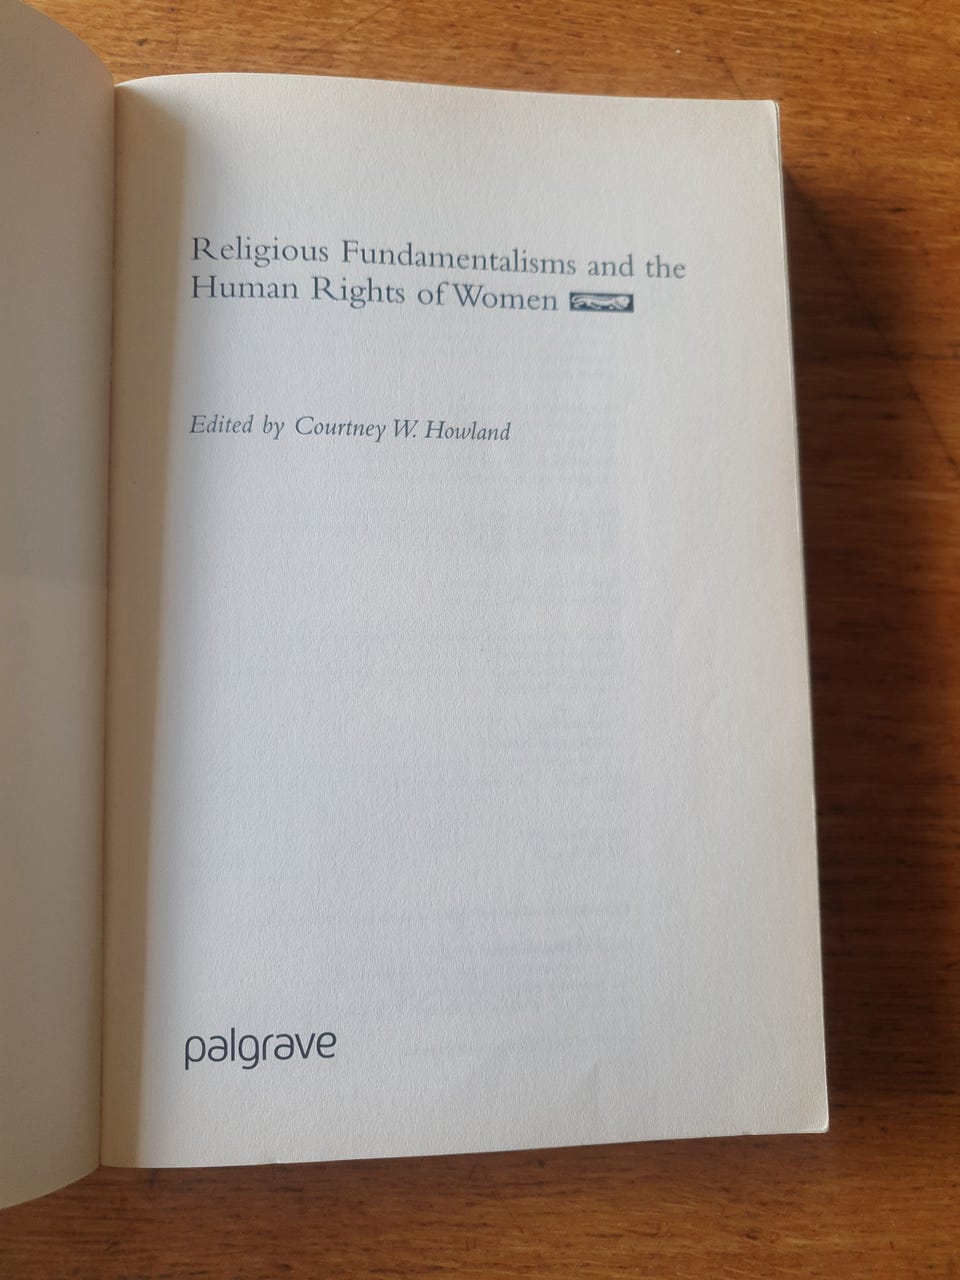 Religious Fundamentalisms and the
Human Rights of Women
Edited by Courtney W. Howland
palgrave